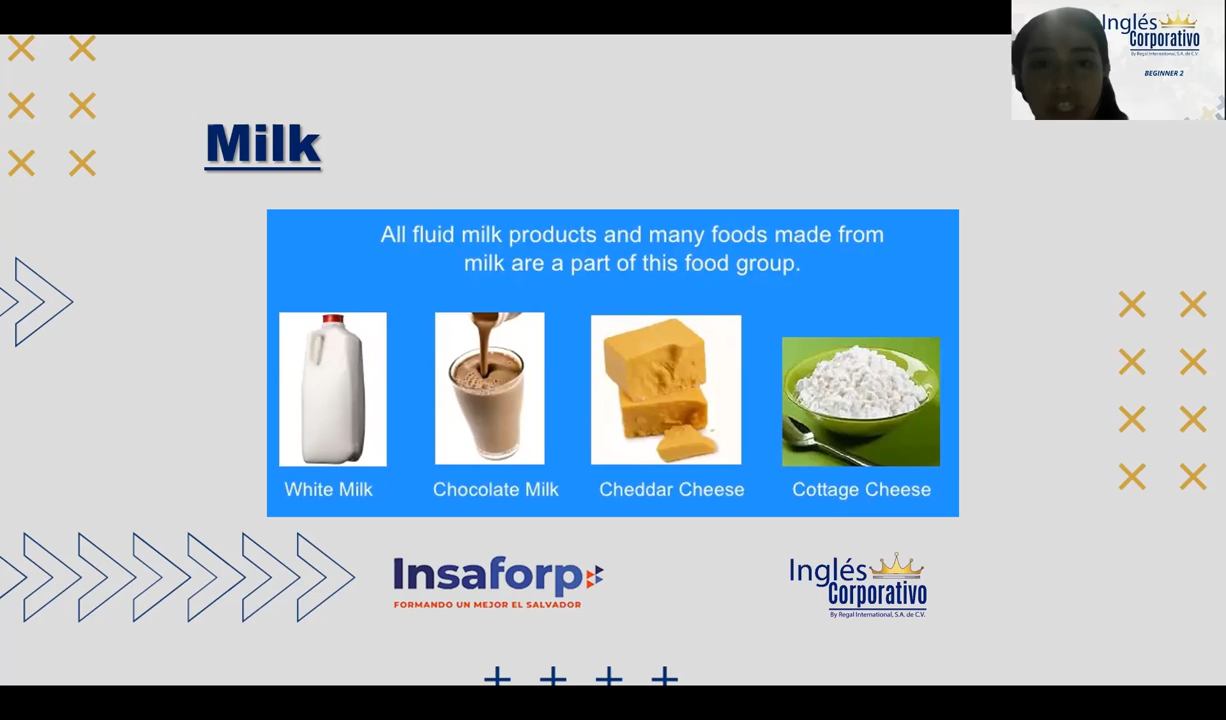 Inglés
Corporativo
By Regal International, S.A. de C.V.
BEGINNER 2
Milk
All fluid milk products and many foods made from
milk are a part of this food group.
White Milk
Chocolate Milk
Cheddar Cheese
Cottage Cheese
Insaforp
FORMANDO UN MEJOR EL SALVADOR
Inglés
Corporativo
By Regal International, S.A. de C.V.